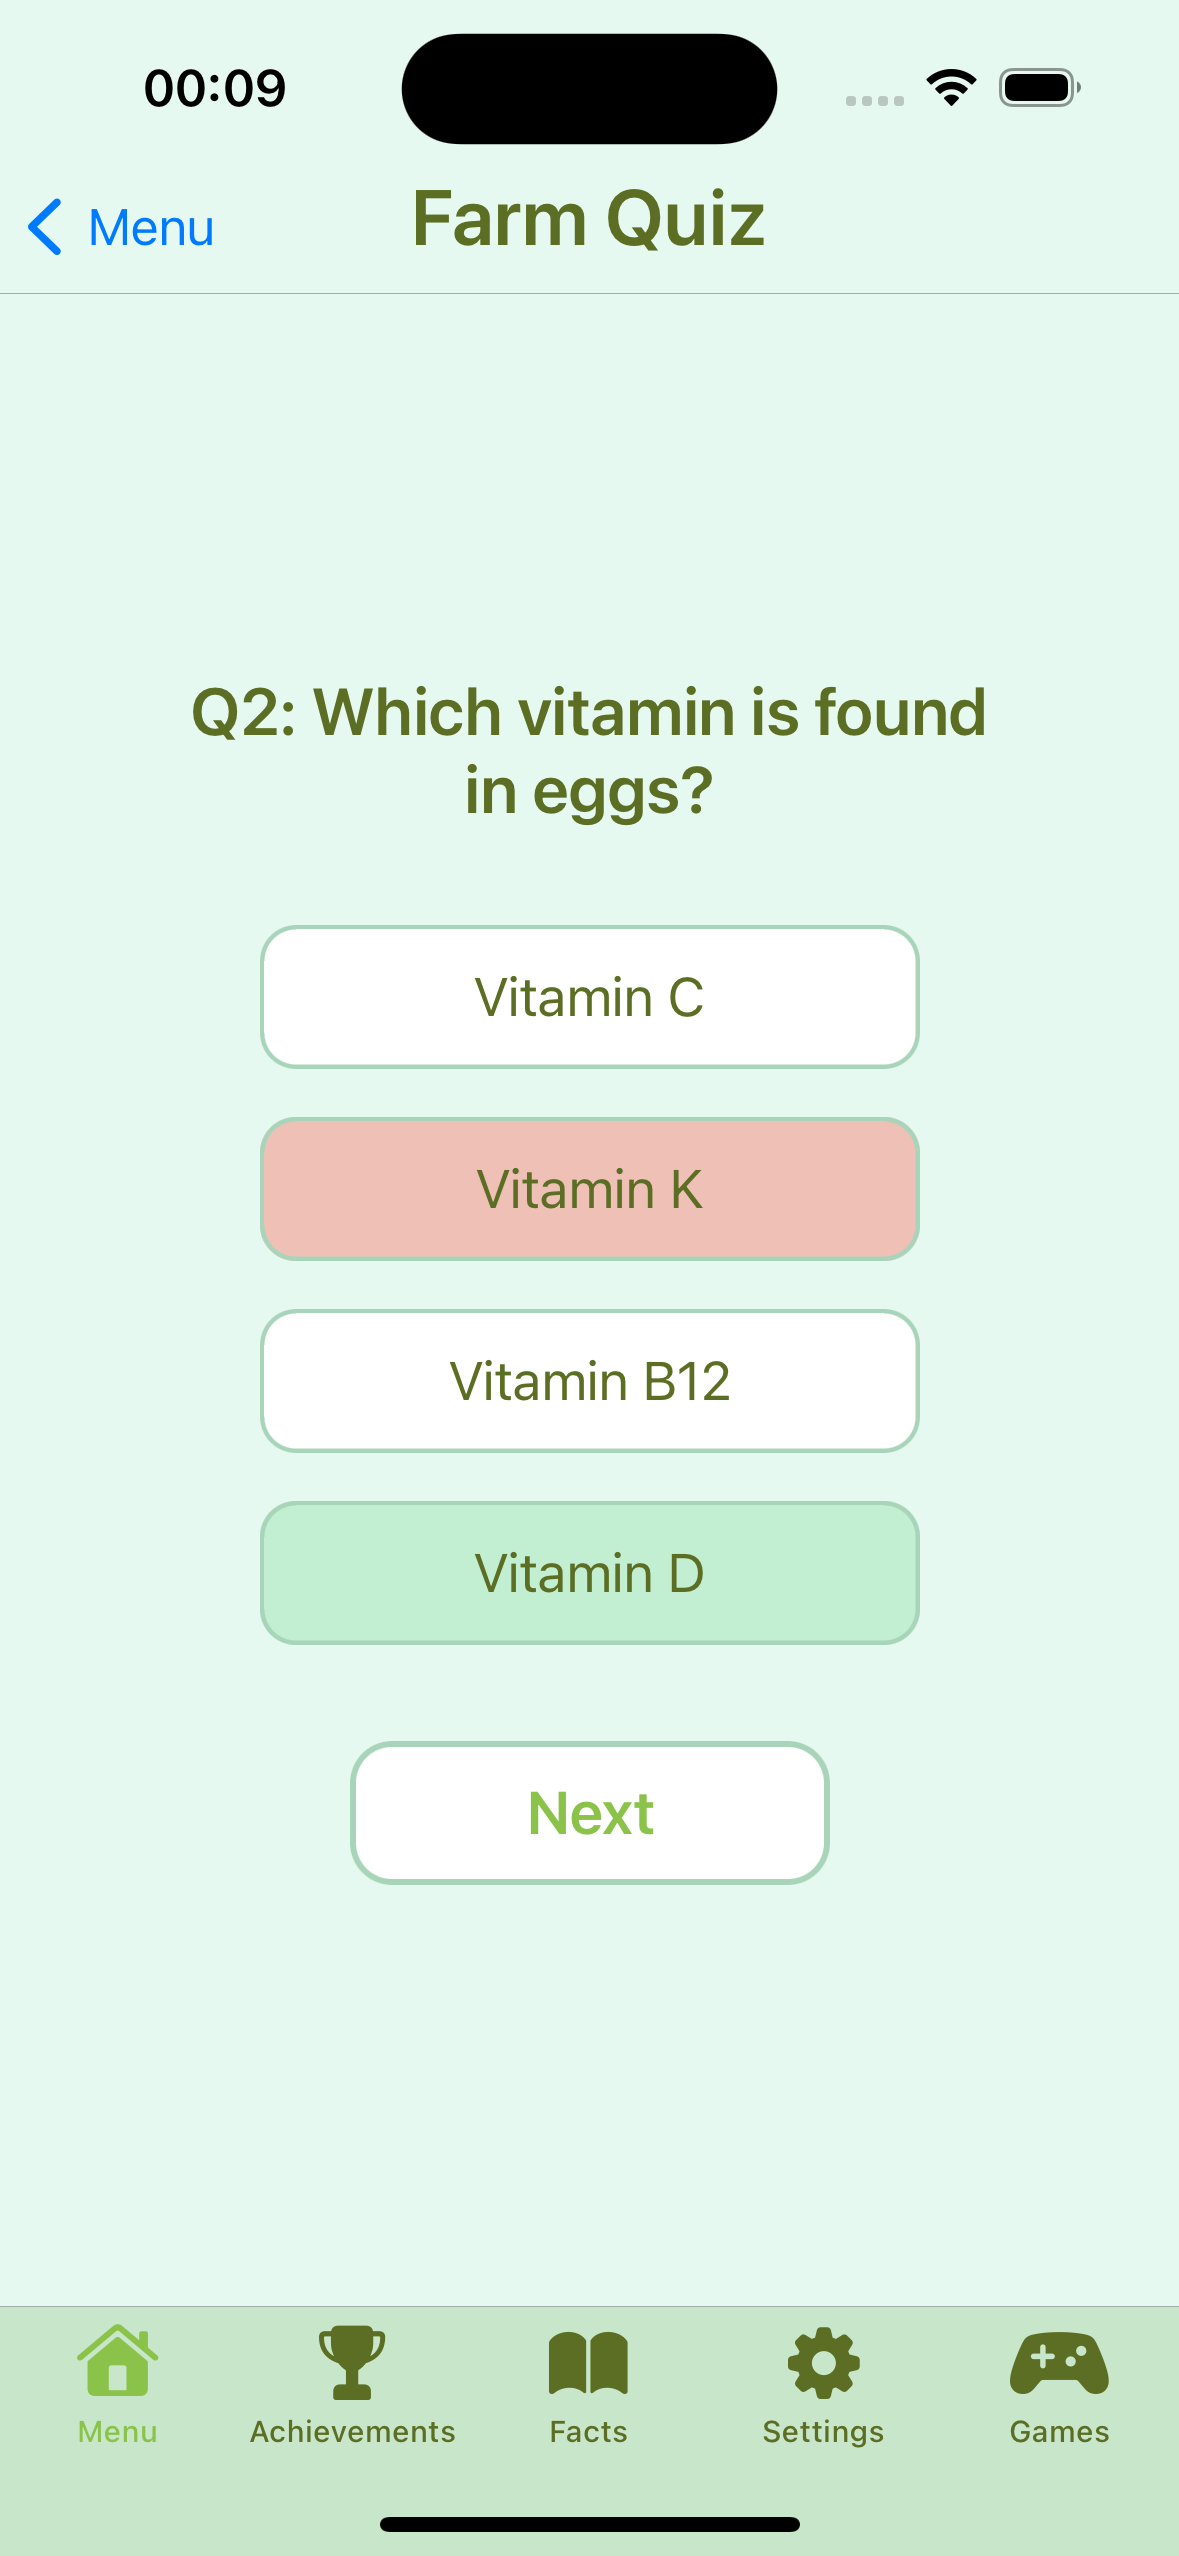 00:09
Menu
Farm Quiz
Q2: Which vitamin is found
in eggs?
Vitamin C
Vitamin K
Vitamin B12
Vitamin D
Next
Menu
Achievements
Facts
Settings
Games